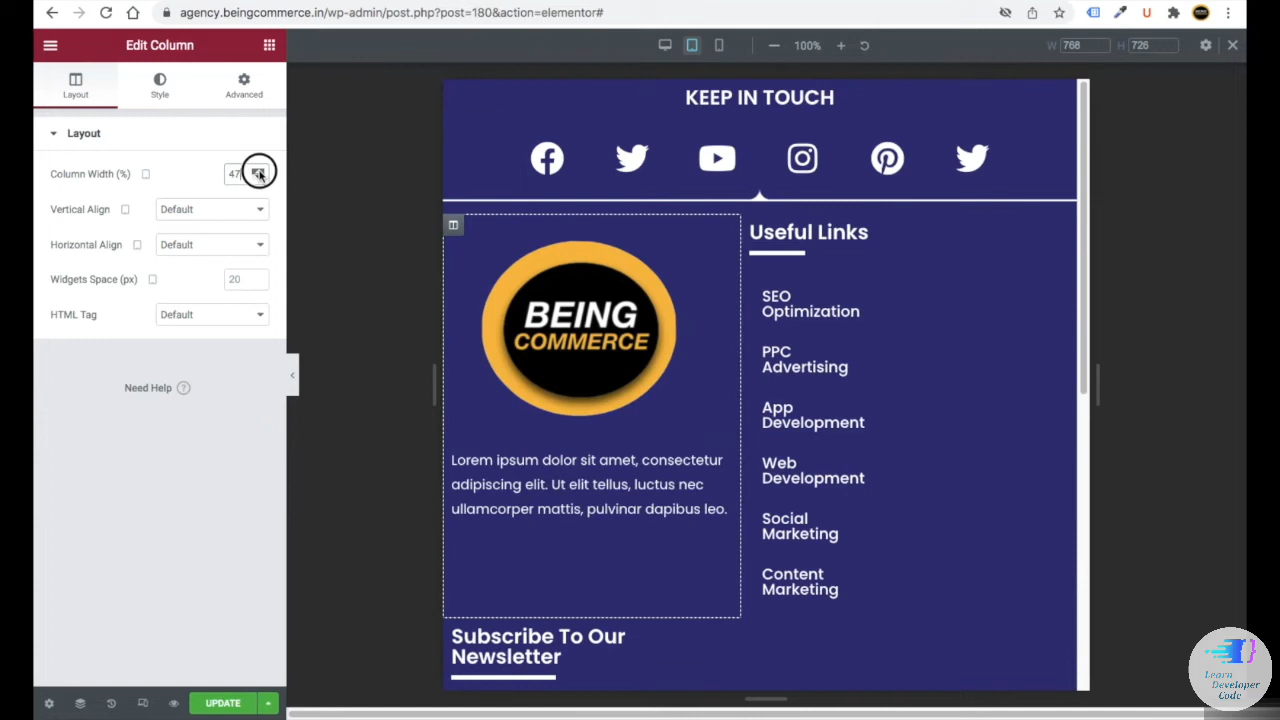 agency.beingcommerce.in/wp-admin/post.php?post=180&action=elementor#
U
Edit Column
100%
W 768
H 726
Layout
Style
Advanced
Layout
Column Width (%)
47
Vertical Align
Default
Horizontal Align
Default
Widgets Space (px)
20
HTML Tag
Default
Need Help ?
UPDATE
KEEP IN TOUCH
BEING
COMMERCE
Lorem ipsum dolor sit amet, consectetur
adipiscing elit. Ut elit tellus, luctus nec
ullamcorper mattis, pulvinar dapibus leo.
Useful Links
SEO
Optimization
PPC
Advertising
App
Development
Web
Development
Social
Marketing
Content
Marketing
Subscribe To Our
Newsletter
Learn
Developer
Code